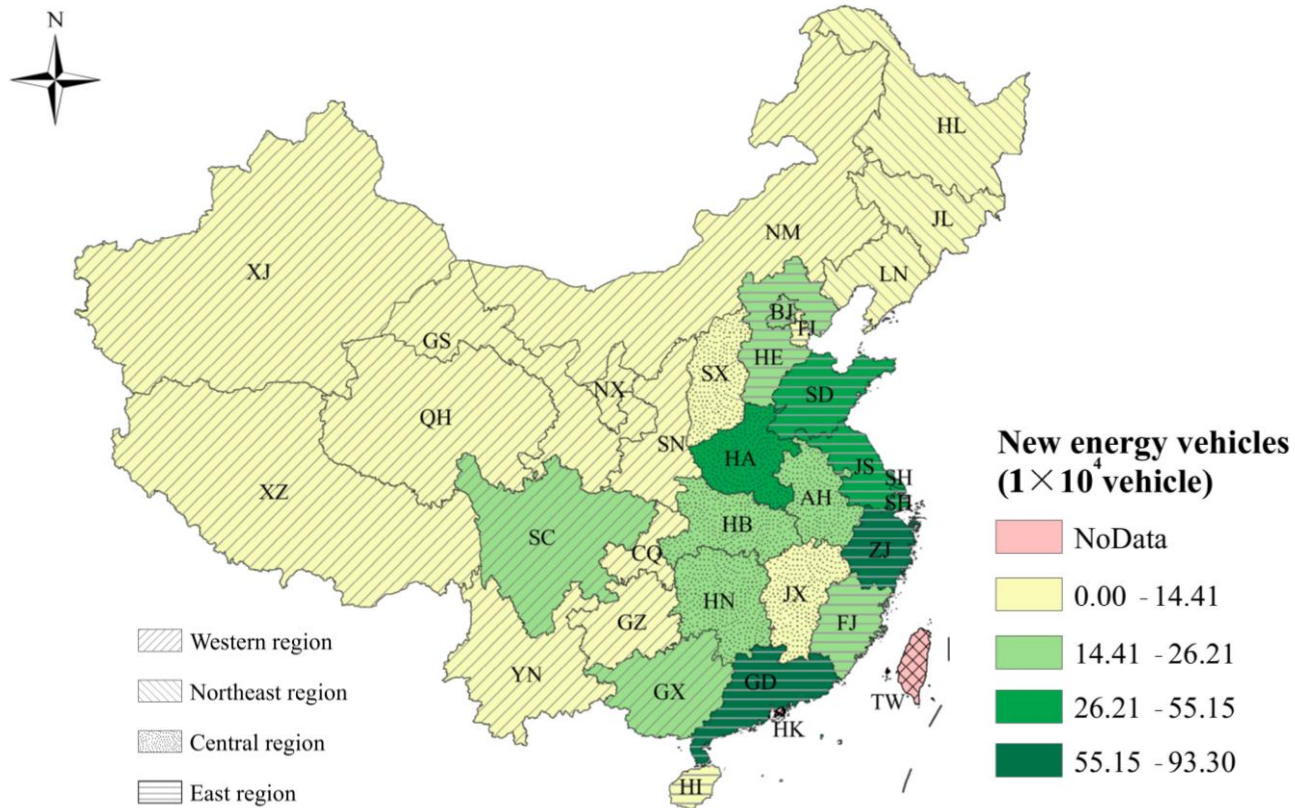 N
HL
JL
NM
LN
XJ
BJ
TJ
GS
HE
SX
NX
SD
QH
SN
HA
JS
SH
XZ
AH
SH
HB
SC
ZJ
CQ
HN
JX
GZ
FJ
YN
GX
GD
TW
HK
HI
Western region
Northeast region
Central region
East region
New energy vehicles
(1×10⁴vehicle)
NoData
0.00 - 14.41
14.41 - 26.21
26.21 - 55.15
55.15 - 93.30